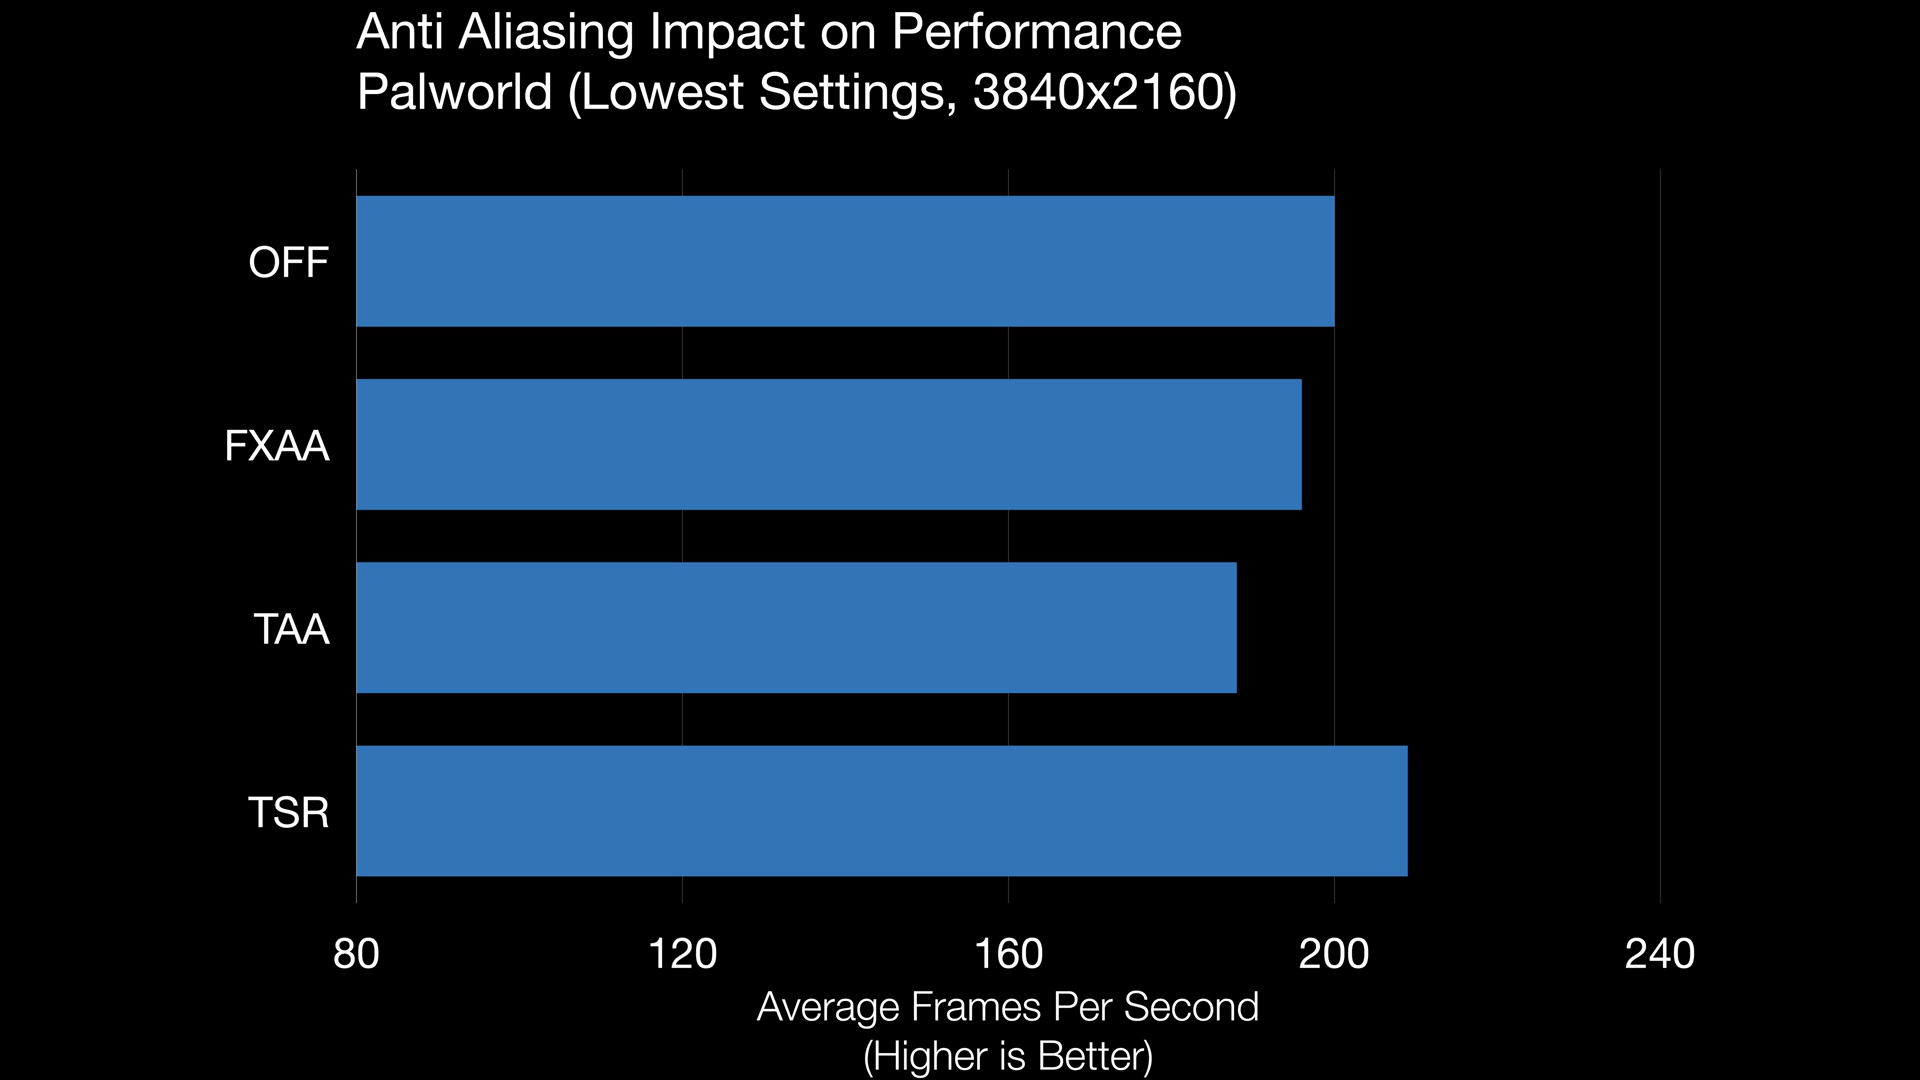 Anti Aliasing Impact on Performance
Palworld (Lowest Settings, 3840x2160)
OFF
FXAA
TAA
TSR
80 120 160 200 240
Average Frames Per Second
(Higher is Better)